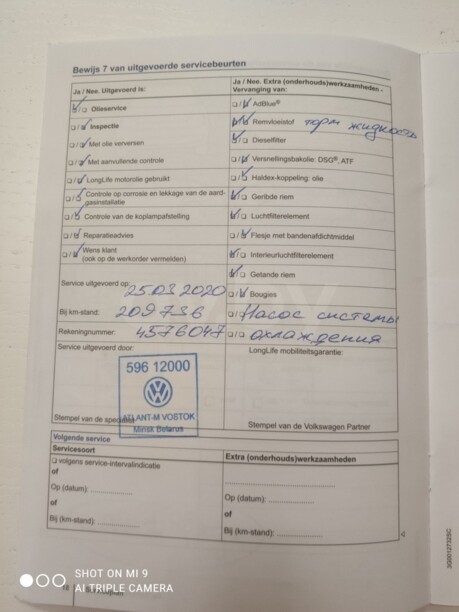 Bewijs 7 van uitgevoerde servicebeurten
Ja / Nee. Uitgevoerd is:
Ja / Nee. Extra (onderhouds)werkzaamheden -
Vervanging van:
Olieservice
AdBlue®
Inspectie
Remvloeistof торм жидкость
Met olie verversen
Dieselfilter
Met aanvullende controle
Versnellingsbakolie: DSG®, ATF
LongLife motorolie gebruikt
Haldex-koppeling: olie
Controle op corrosie en lekkage van de aard-
gasinstallatie
Geribde riem
Controle van de koplampafstelling
Luchtfilterelement
Reparatieadvies
Flesje met bandenafdichtmiddel
Wens klant
(ook op de werkorder vermelden)
Interieurluchtfilterelement
Getande riem
Service uitgevoerd op: 25.03.2020
Bougies
Bij km-stand: 209736
Насос системы
Rekeningnummer: 4576047
охлаждения
Service uitgevoerd door:
LongLife mobiliteitsgarantie:
596 12000
ATLANT-M VOSTOK
Minsk Belarus
Stempel van de
Stempel van de Volkswagen Partner
Volgende service
Servicesoort
Extra (onderhouds)werkzaamheden
volgens service-intervalindicatie
of
Op (datum):
Op (datum):
of
of
Bij (km-stand):
Bij (km-stand):
3G0012732SC
SHOT ON MI 9
AI TRIPLE CAMERA